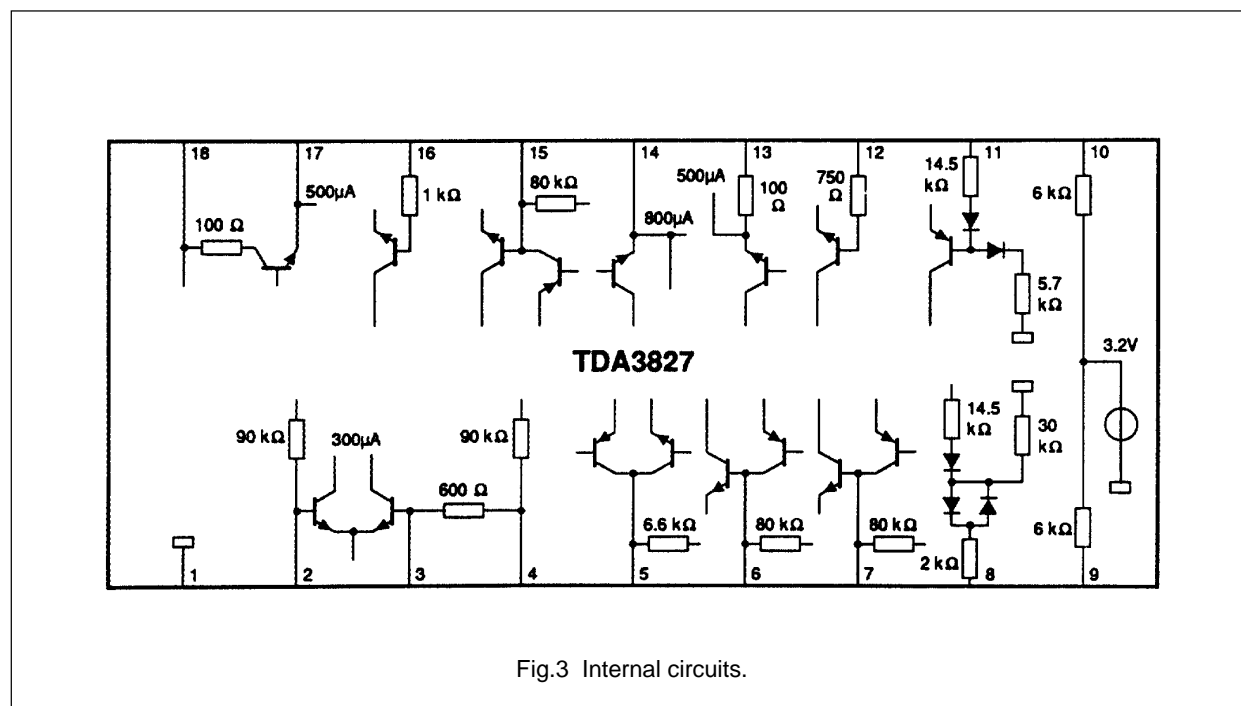 18 17 16 15 14 13 12 11 10
500µA
1 kΩ
80 kΩ
100 Ω
800µA
500µA
100
Ω
750
Ω
14.5
kΩ
6 kΩ
5.7
kΩ
3.2V
TDA3827
90 kΩ
300µA
600 Ω
90 kΩ
6.6 kΩ
80 kΩ
80 kΩ
14.5
kΩ
30
kΩ
2 kΩ
6 kΩ
1 2 3 4 5 6 7 8 9
Fig.3 Internal circuits.